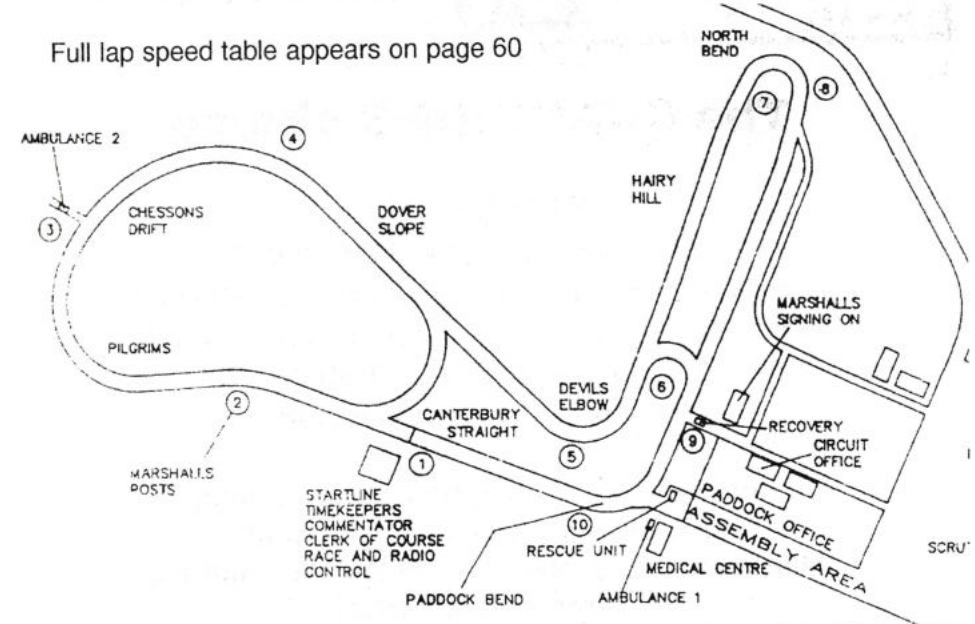 Full lap speed table appears on page 60
NORTH
BEND
8
7
AMBULANCE 2
4
HAIRY
HILL
CHESSONS
DRIFT
DOVER
SLOPE
3
MARSHALLS
SIGNING ON
PILGRIMS
DEVILS
ELBOW
6
2
CANTERBURY
STRAIGHT
RECOVERY
CIRCUIT
OFFICE
9
5
1
MARSHALLS
POSTS
STARTLINE
TIMEKEEPERS
COMMENTATOR
CLERK OF COURSE
RACE AND RADIO
CONTROL
10
RESCUE UNIT
PADDOCK OFFICE
ASSEMBLY AREA
SCRUT
MEDICAL CENTRE
PADDOCK BEND
AMBULANCE 1